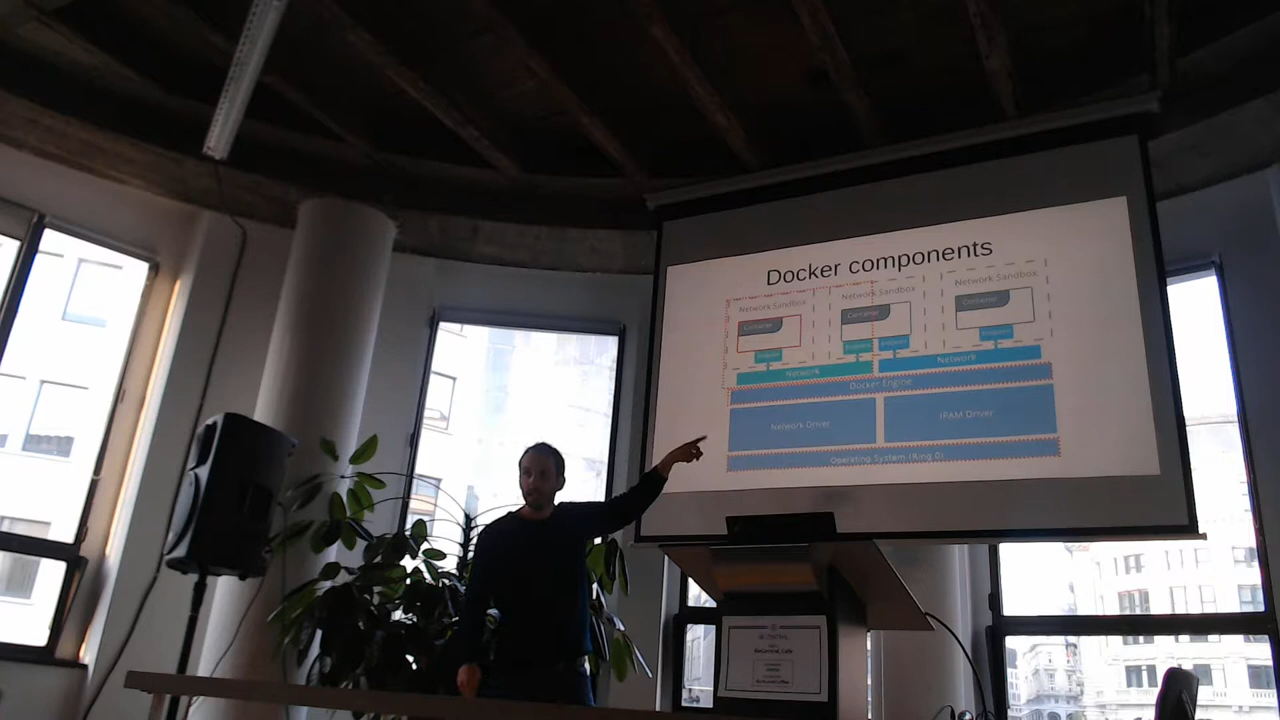 Docker components
Network Sandbox
Network Sandbox
Network Sandbox
Container
Container
Container
Endpoint
Endpoint
Endpoint
Endpoint
Network
Network
Docker Engine
Network Driver
IPAM Driver
Operating System (Ring 0)